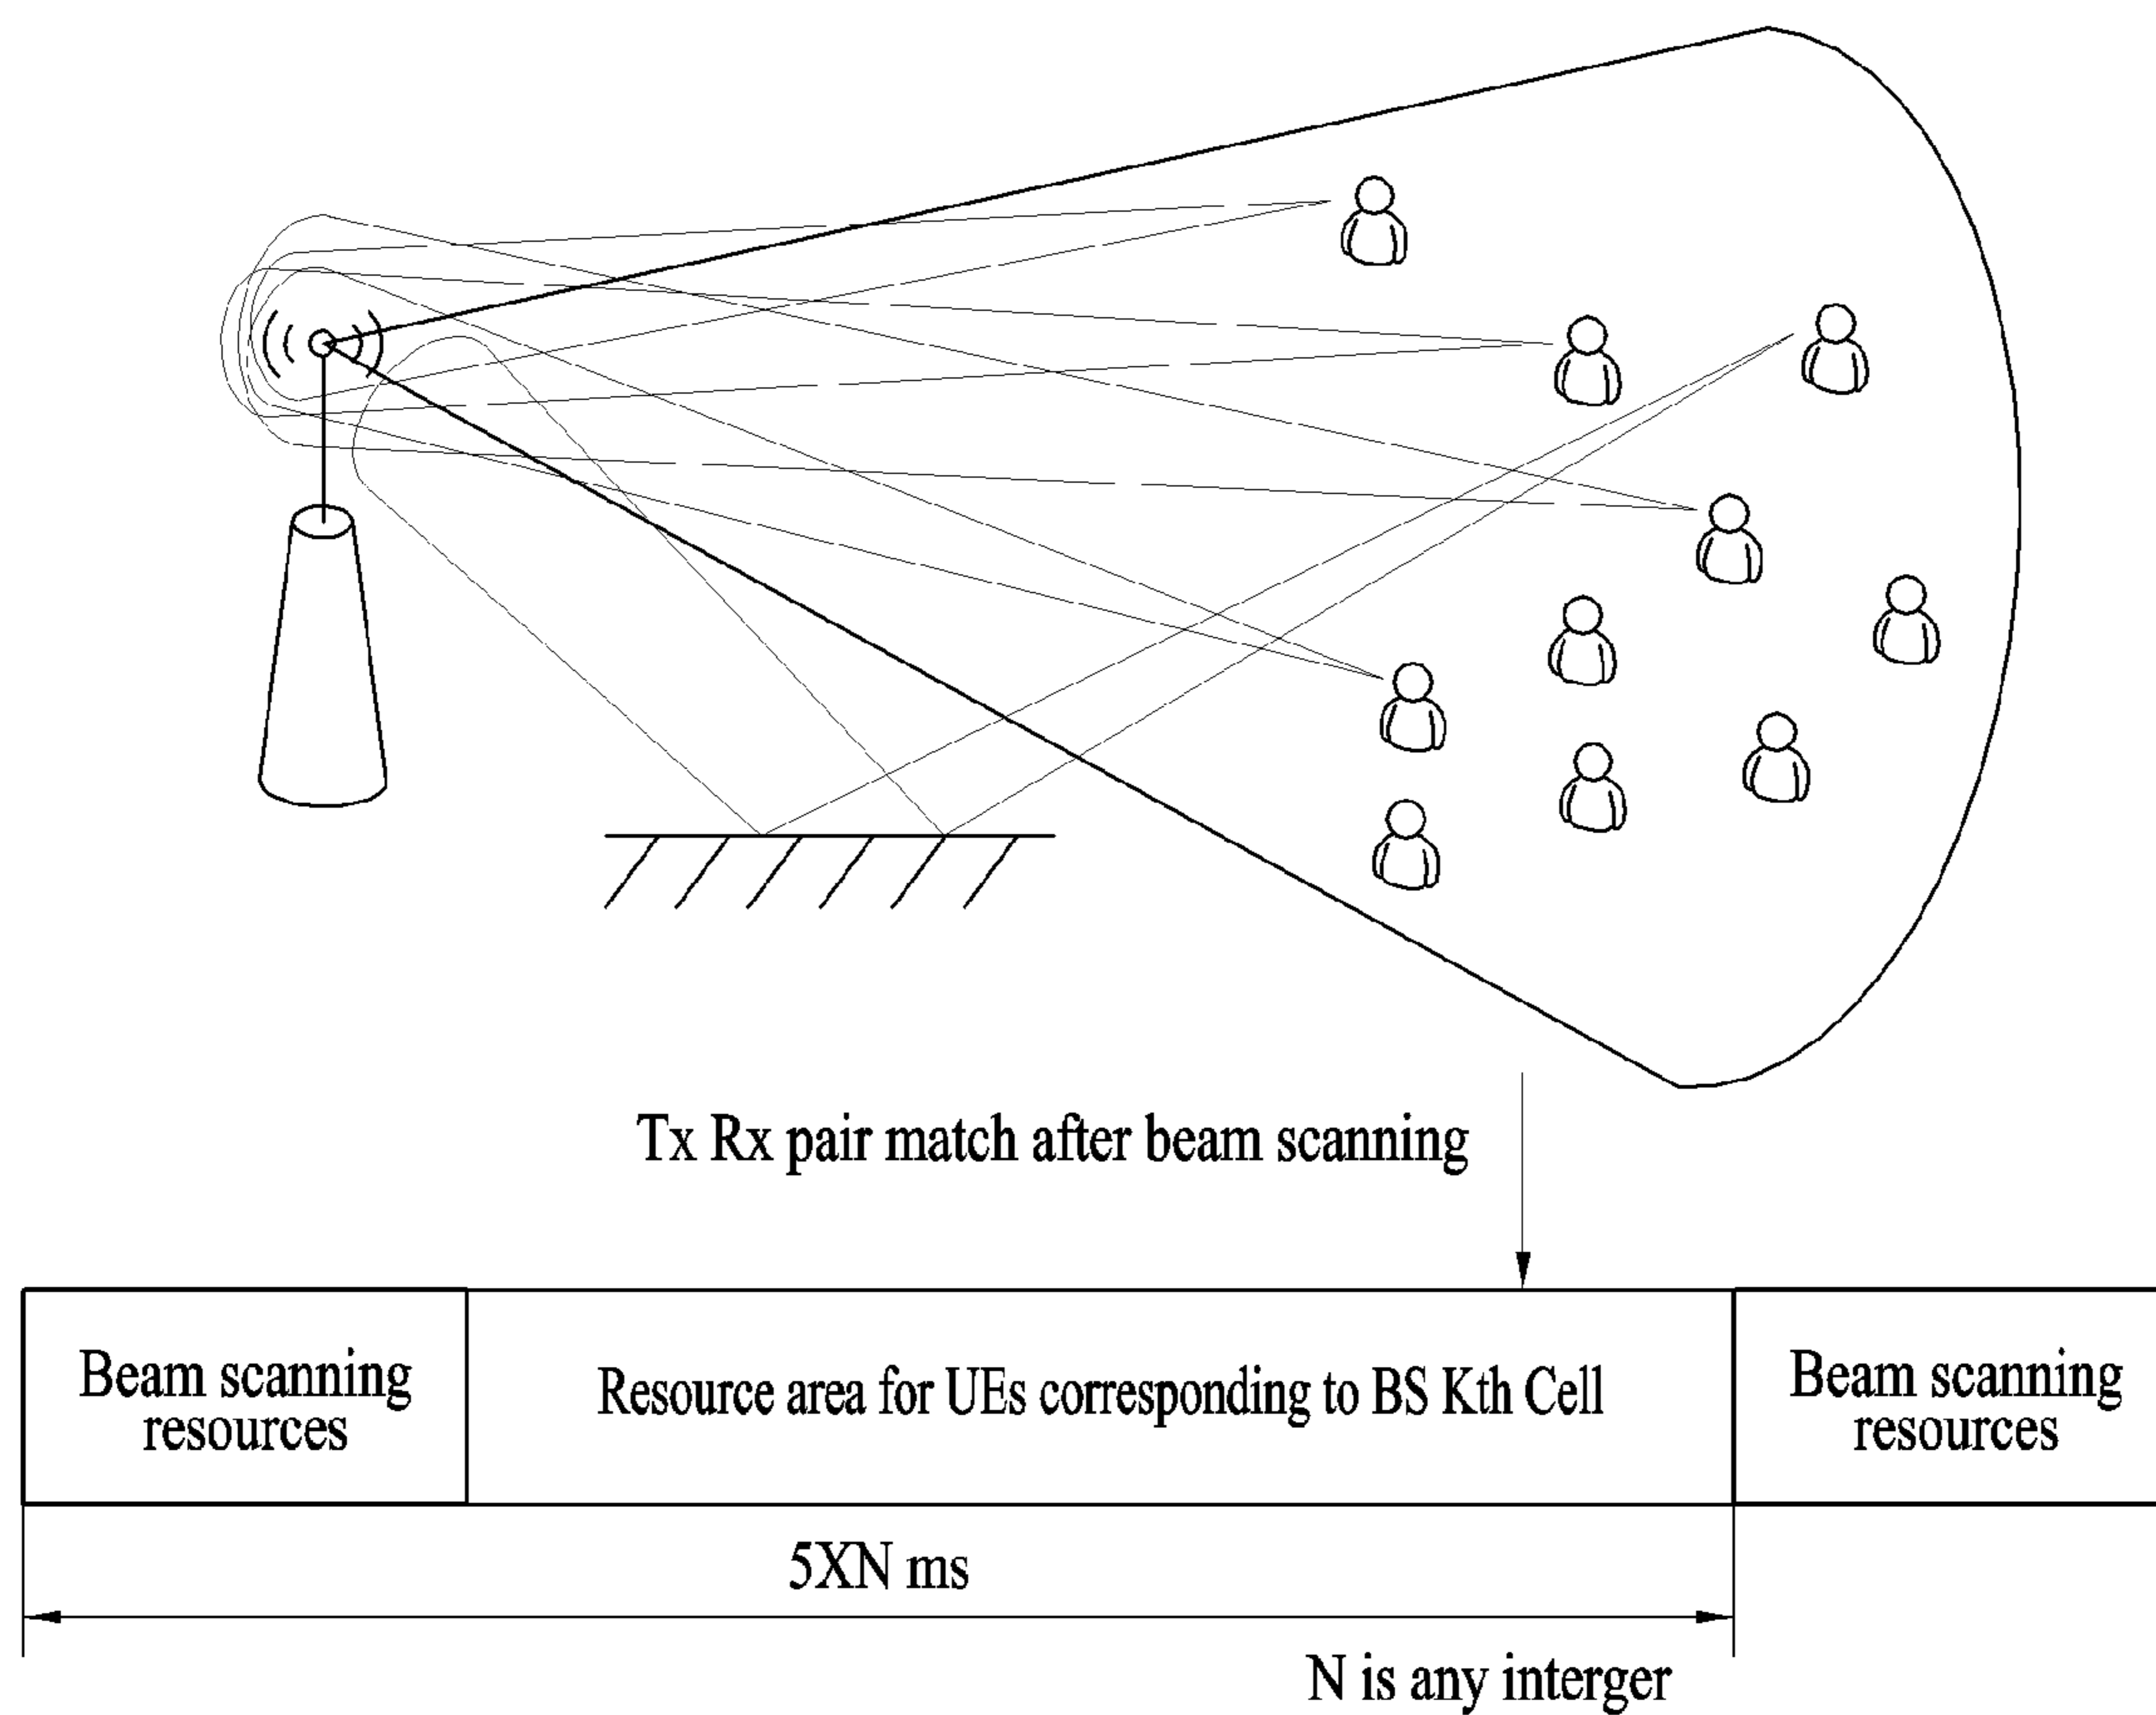 Tx Rx pair match after beam scanning
Beam scanning
resources
Resource area for UEs corresponding to BS Kth Cell
Beam scanning
resources
5XN ms
N is any interger